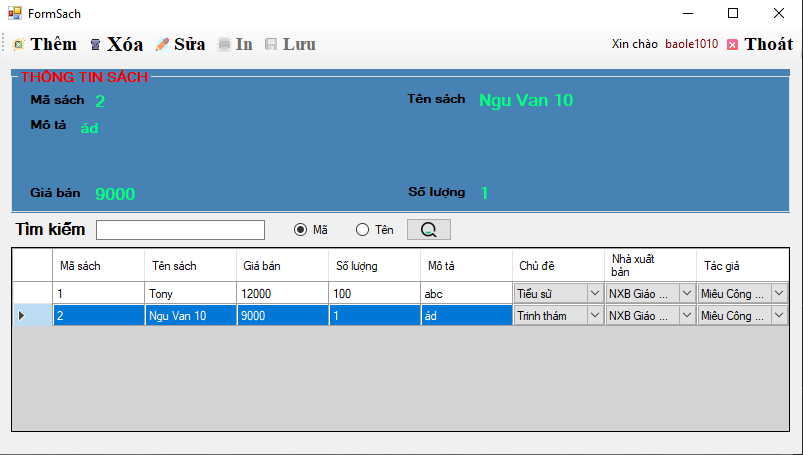 FormSach
Thêm Xóa Sửa In Lưu Xin chào baole1010 Thoát
THÔNG TIN SÁCH
Mã sách 2 Tên sách Ngu Van 10
Mô tả ád
Giá bán 9000 Số lượng 1
Tìm kiếm Mã Tên
Mã sách Tên sách Giá bán Số lượng Mô tả Chủ đề Nhà xuất bản Tác giả
1 Tony 12000 100 abc Tiểu sử NXB Giáo ... Miêu Công ...
2 Ngu Van 10 9000 1 ád Trinh thám NXB Giáo ... Miêu Công ...